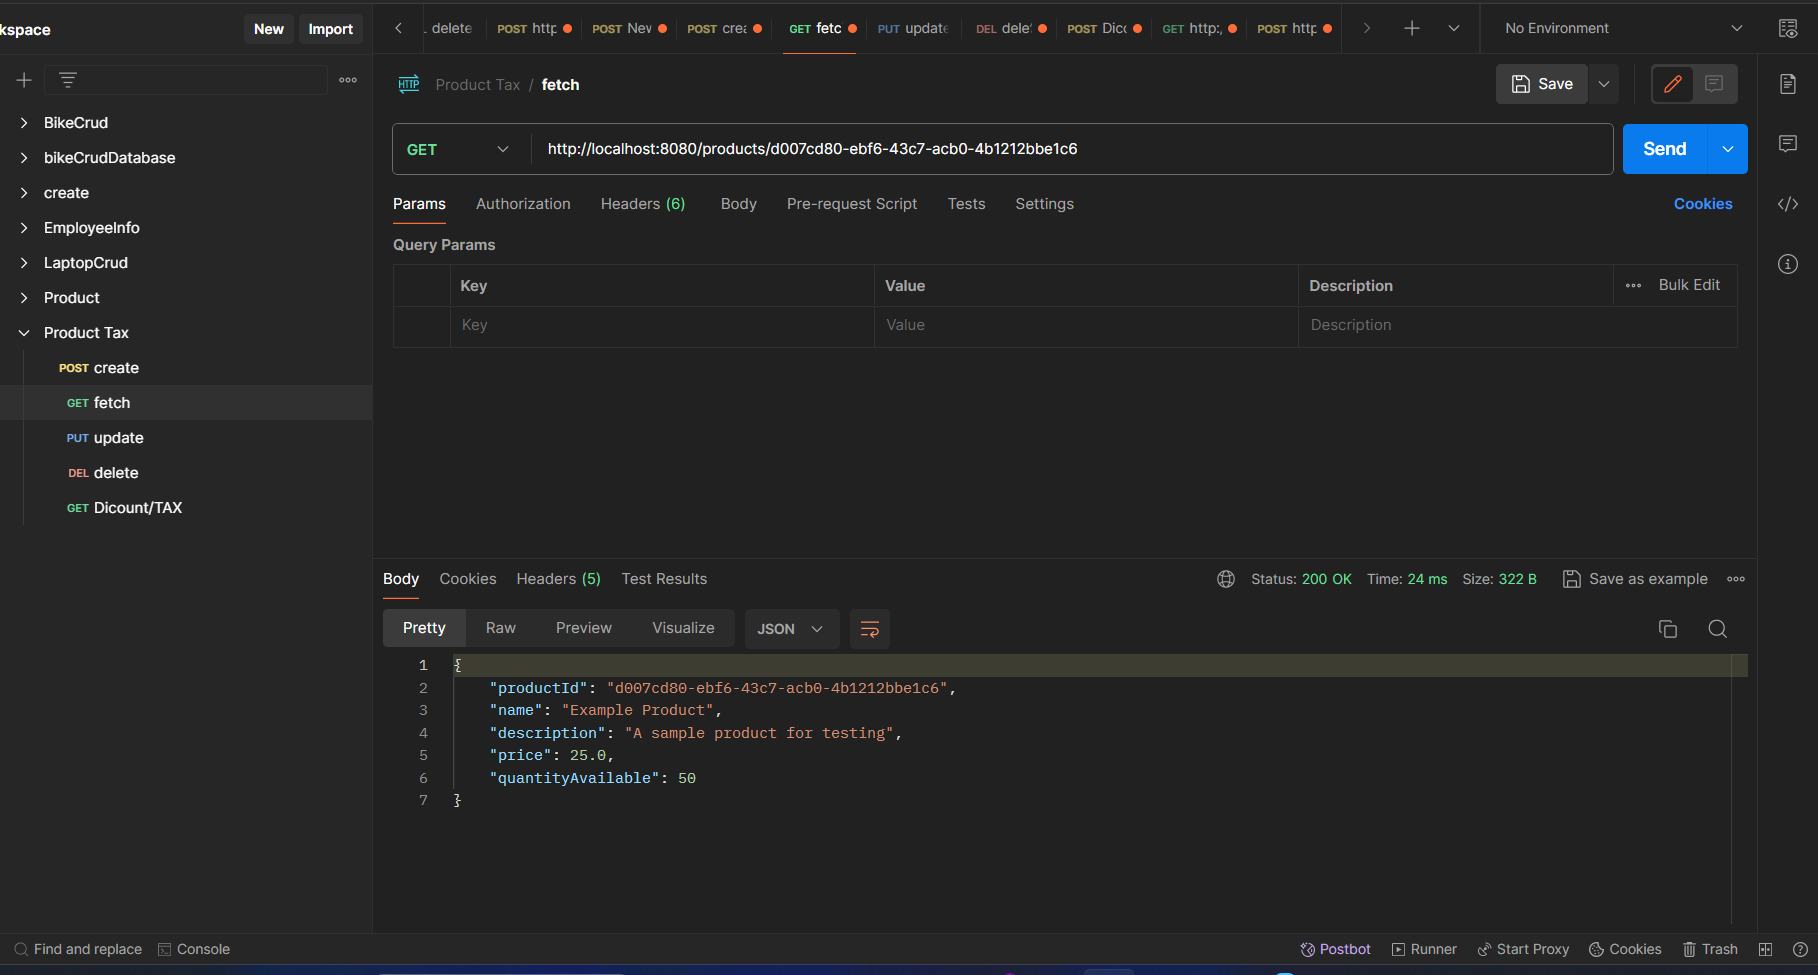 kspace
New
Import
delete
POST http
POST New
POST crea
GET fetc
PUT update
DEL dele
POST Dicc
GET http:/
POST http
No Environment
HTTP
Product Tax / fetch
Save
BikeCrud
bikeCrudDatabase
create
EmployeeInfo
LaptopCrud
Product
Product Tax
POST create
GET fetch
PUT update
DEL delete
GET Dicount/TAX
GET
http://localhost:8080/products/d007cd80-ebf6-43c7-acb0-4b1212bbe1c6
Send
Params Authorization Headers (6) Body Pre-request Script Tests Settings
Cookies
Query Params
Key Value Description Bulk Edit
Key Value Description
Body Cookies Headers (5) Test Results
Status: 200 OK Time: 24 ms Size: 322 B
Save as example
Pretty Raw Preview Visualize JSON
1 {
2 "productId": "d007cd80-ebf6-43c7-acb0-4b1212bbe1c6",
3 "name": "Example Product",
4 "description": "A sample product for testing",
5 "price": 25.0,
6 "quantityAvailable": 50
7 }
Find and replace Console
Postbot Runner Start Proxy Cookies Trash